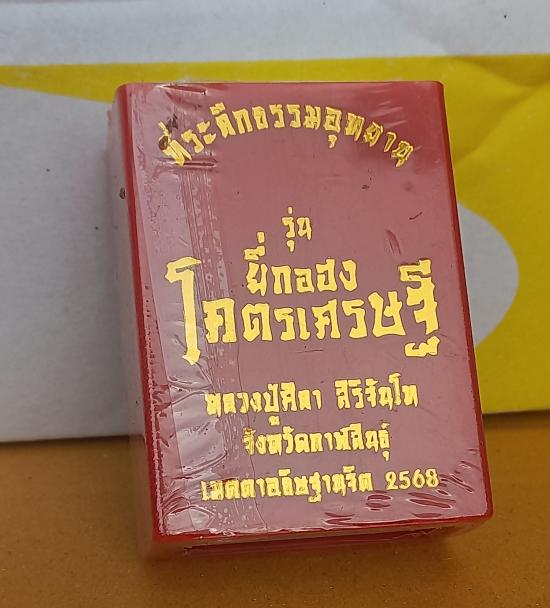 ที่ระลึกธรรมอุทยาน
รุ่น
ยี่กอฮง
โคตรเศรษฐี
หลวงปู่ศิลา สิริจันโท
จังหวัดกาฬสินธุ์
เมตตาอธิษฐานจิต 2568